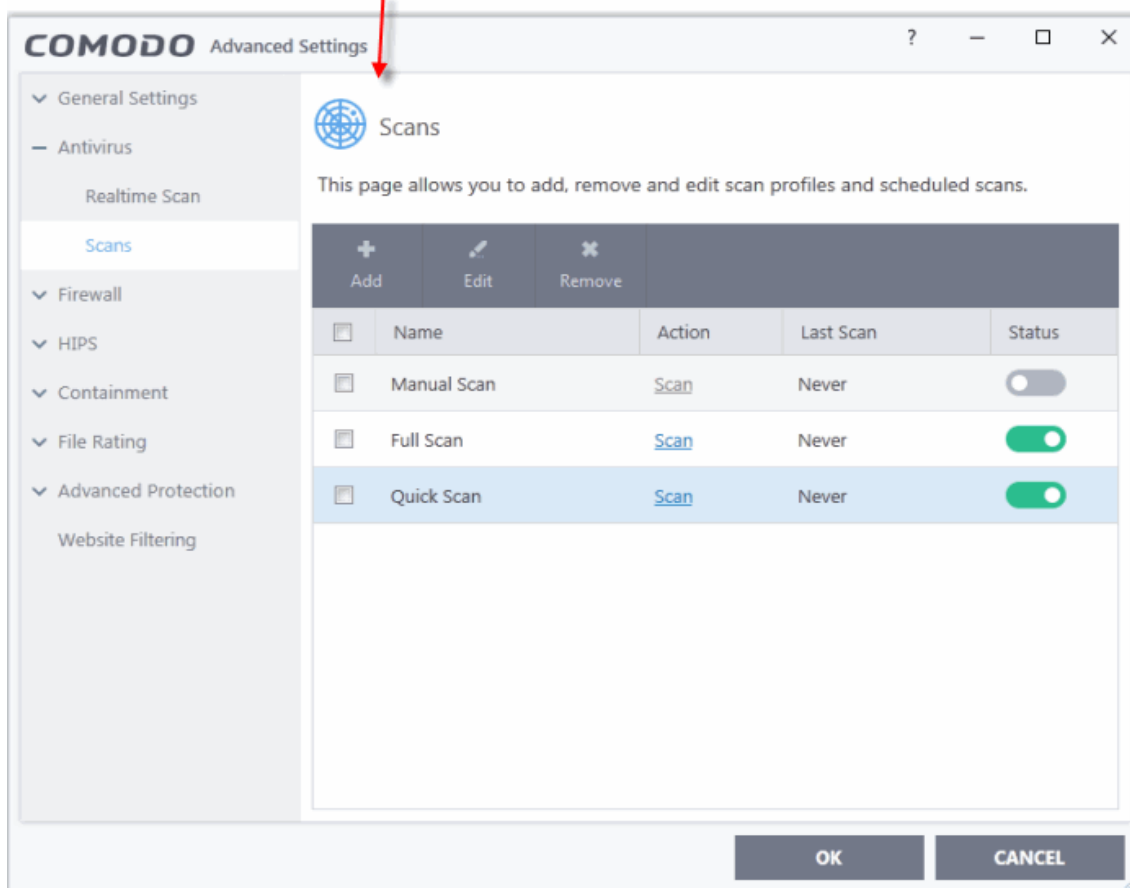 COMODO Advanced Settings ?
General Settings
Antivirus
Realtime Scan
Scans
Firewall
HIPS
Containment
File Rating
Advanced Protection
Website Filtering
Scans
This page allows you to add, remove and edit scan profiles and scheduled scans.
Add Edit Remove
Name Action Last Scan Status
Manual Scan Scan Never
Full Scan Scan Never
Quick Scan Scan Never
OK CANCEL